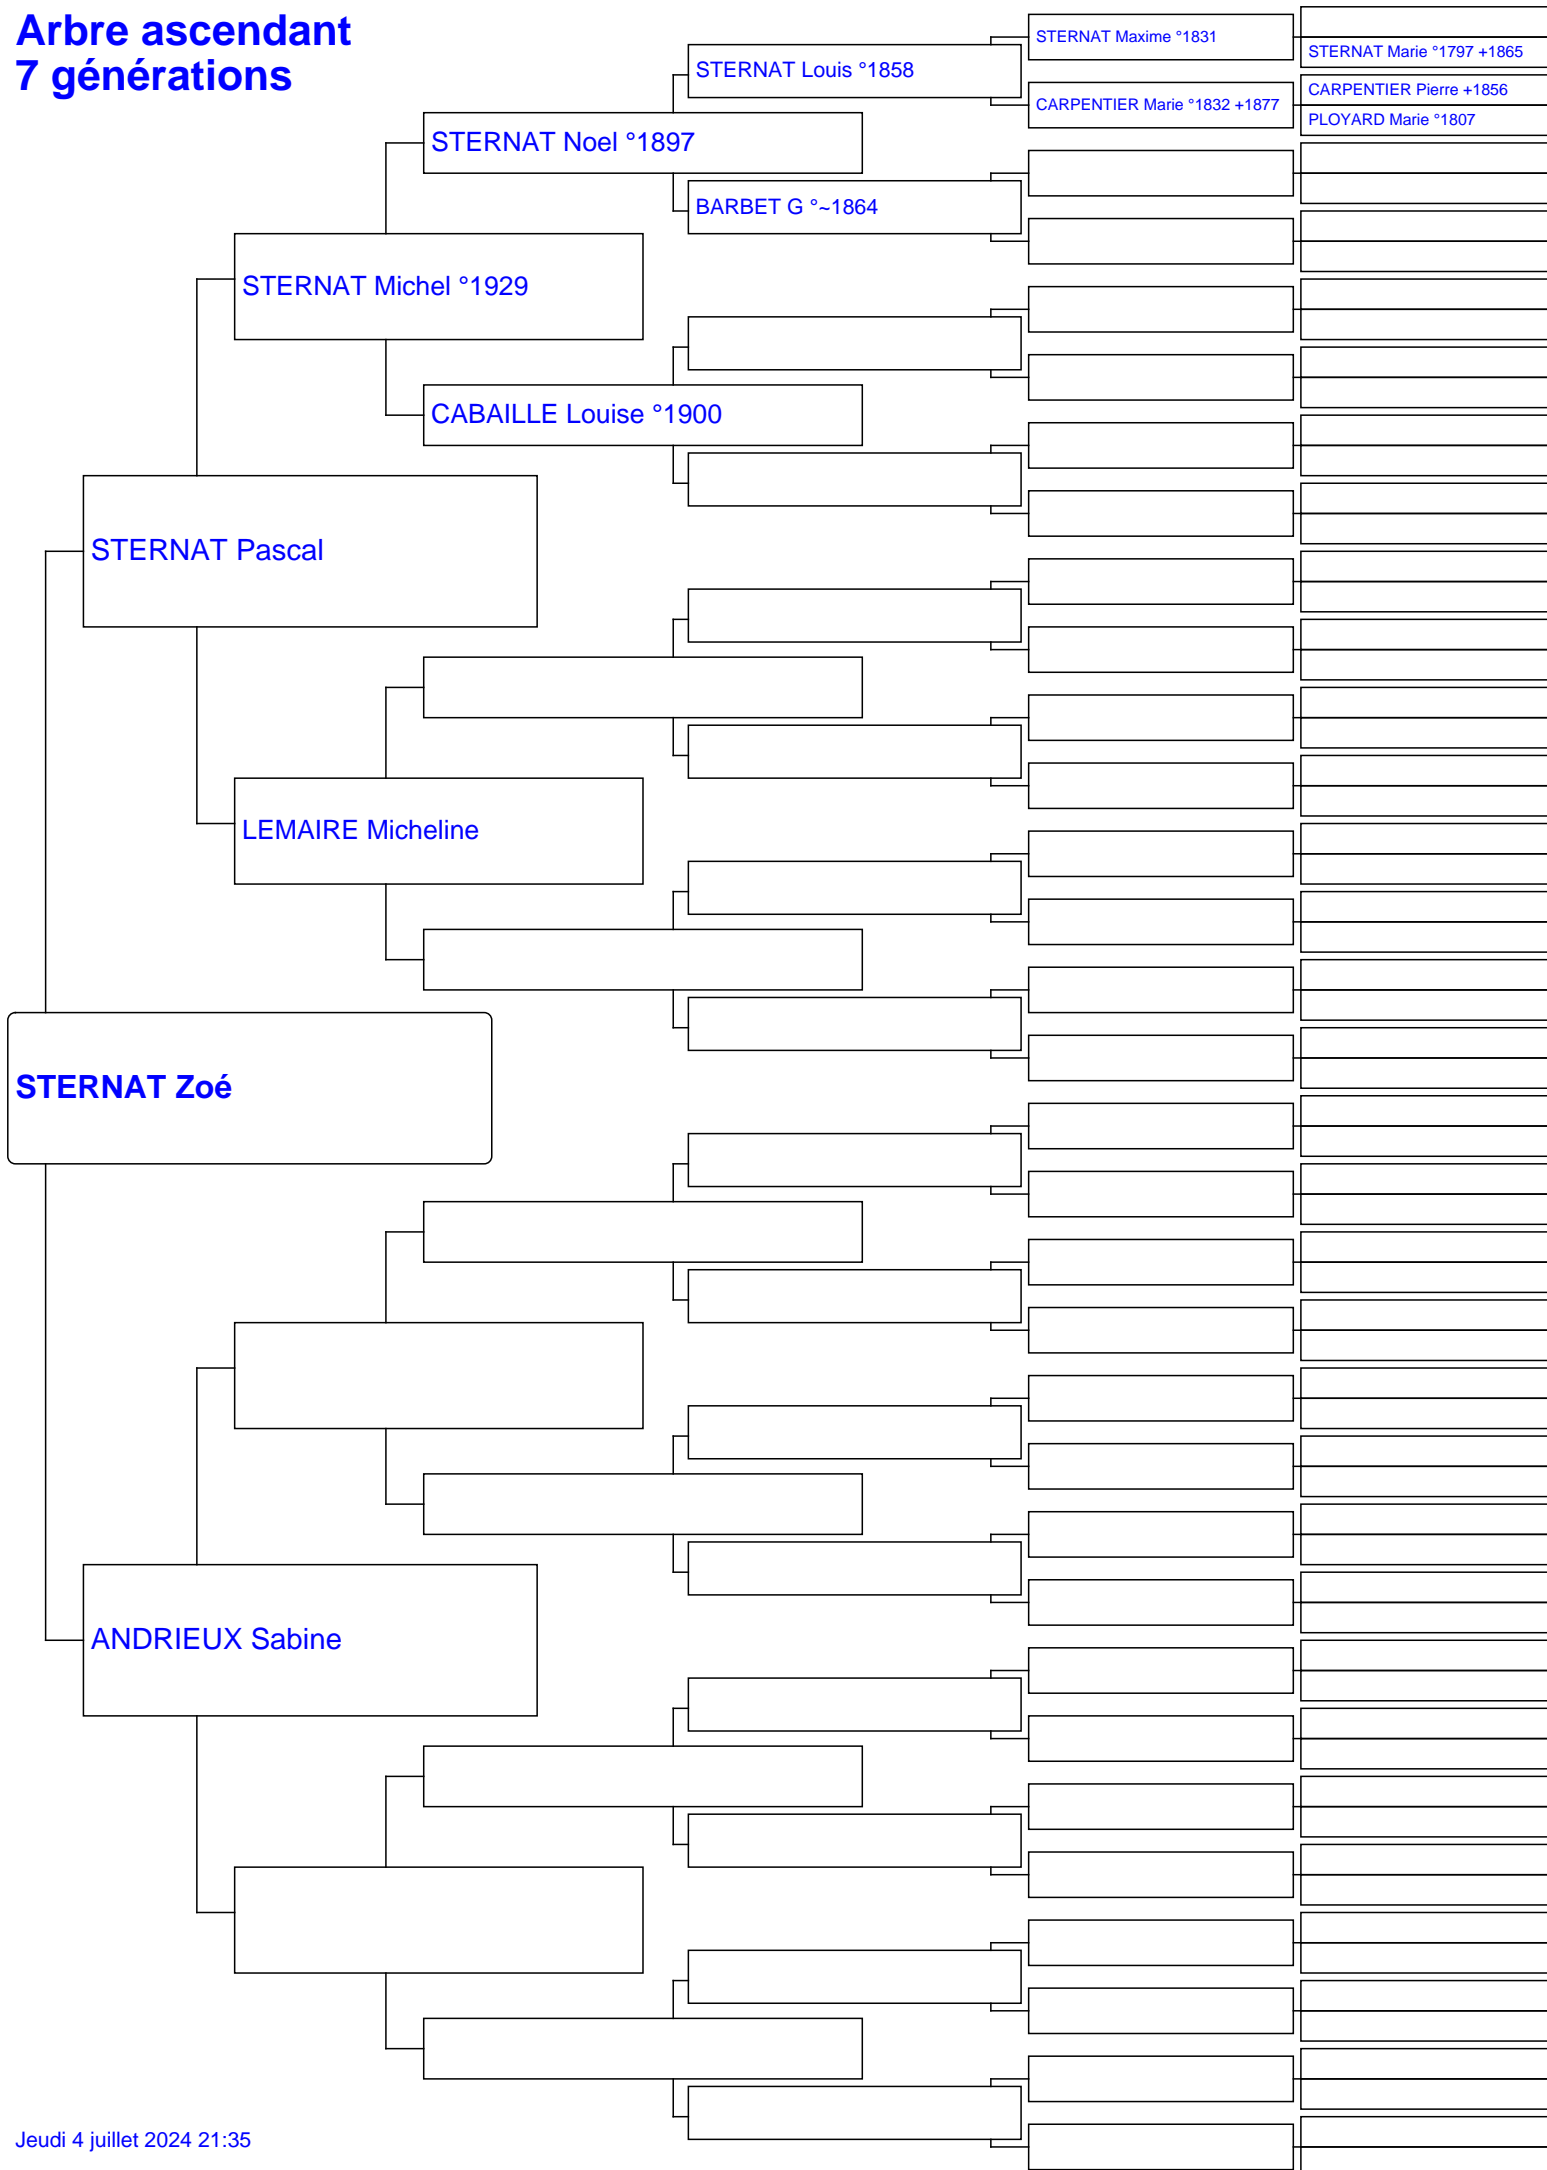 Arbre ascendant
7 générations
STERNAT Maxime °1831
STERNAT Marie °1797 +1865
STERNAT Louis °1858
CARPENTIER Pierre +1856
CARPENTIER Marie °1832 +1877
PLOYARD Marie °1807
STERNAT Noel °1897
BARBET G °~1864
STERNAT Michel °1929
CABAILLE Louise °1900
STERNAT Pascal
LEMAIRE Micheline
STERNAT Zoé
ANDRIEUX Sabine
Jeudi 4 juillet 2024 21:35